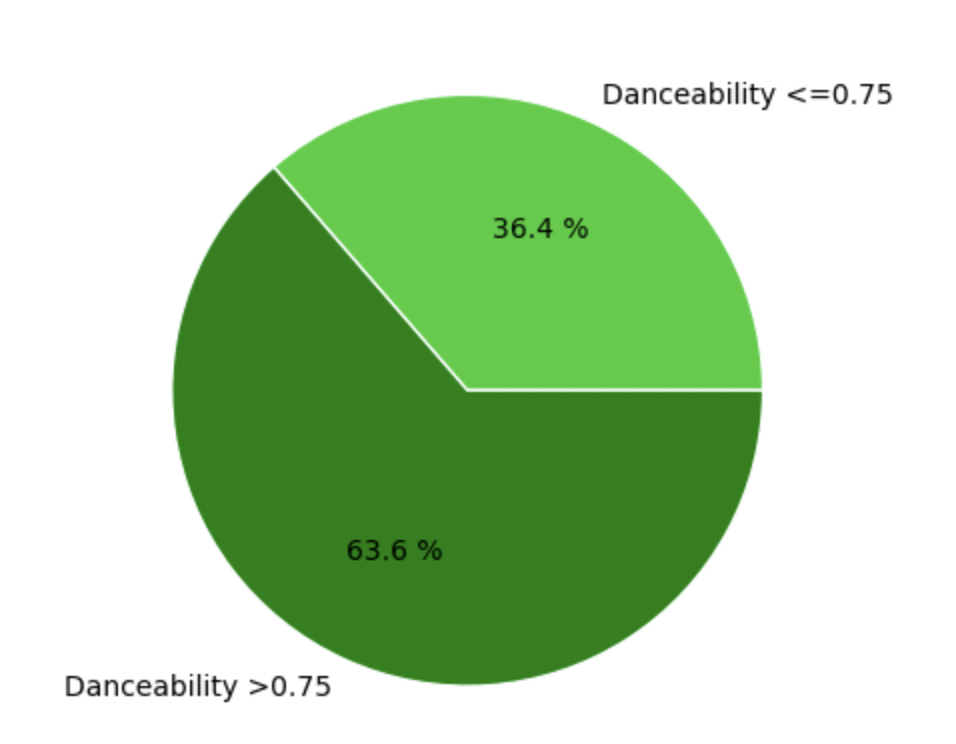 Danceability <=0.75
36.4 %
63.6 %
Danceability >0.75